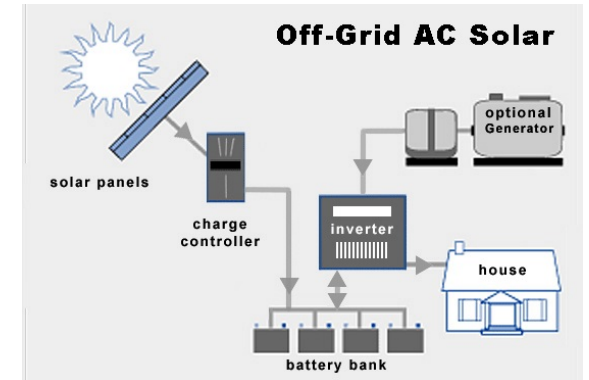 Off-Grid AC Solar
optional
Generator
solar panels
charge
controller
inverter
house
battery bank